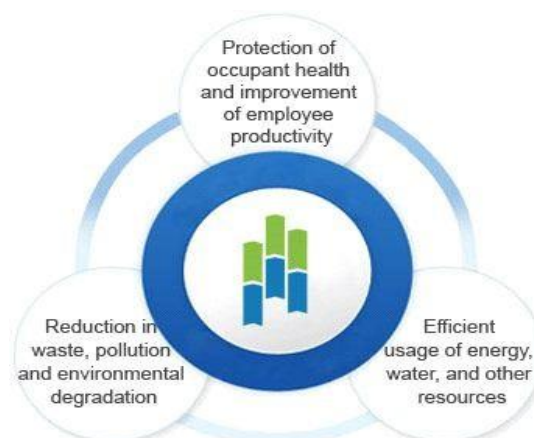 Protection of
occupant health
and improvement
of employee
productivity
Reduction in
waste, pollution
and environmental
degradation
Efficient
usage of energy,
water, and other
resources